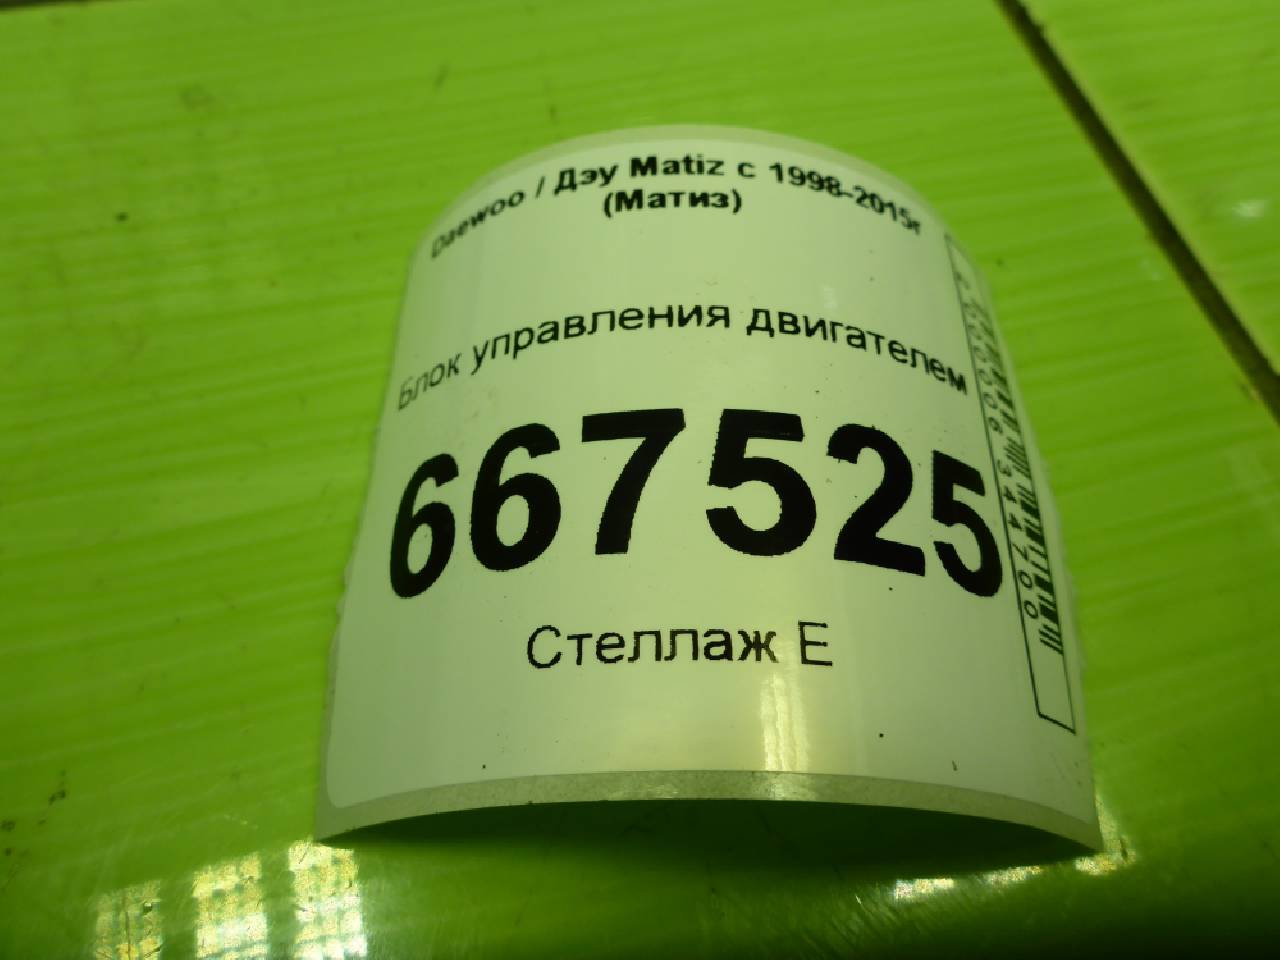 Daewoo / Дэу Matiz с 1998-2015г
(Матиз)
Блок управления двигателем
667525
Стеллаж Е